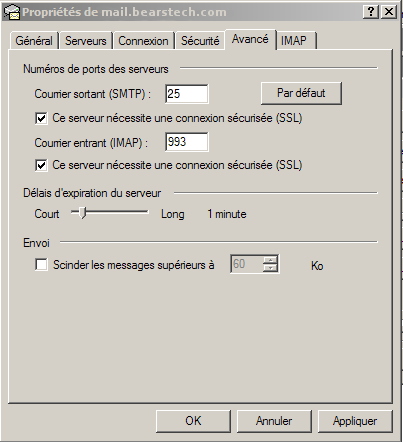 Propriétés de mail.bearstech.com
Général Serveurs Connexion Sécurité Avancé IMAP
Numéros de ports des serveurs
Courrier sortant (SMTP) : 25 Par défaut
Ce serveur nécessite une connexion sécurisée (SSL)
Courrier entrant (IMAP) : 993
Ce serveur nécessite une connexion sécurisée (SSL)
Délais d'expiration du serveur
Court Long 1 minute
Envoi
Scinder les messages supérieurs à 60 Ko
OK Annuler Appliquer